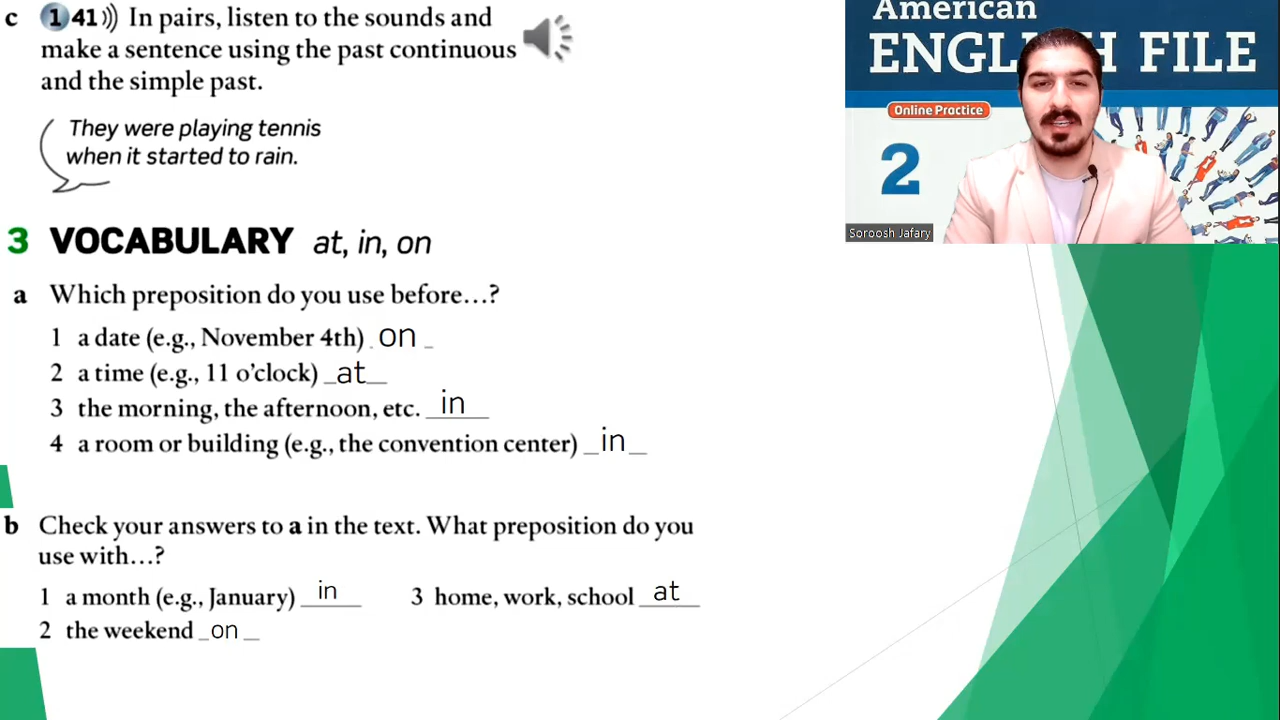 c 1 41))) In pairs, listen to the sounds and
make a sentence using the past continuous
and the simple past.
They were playing tennis
when it started to rain.
3 VOCABULARY at, in, on
a Which preposition do you use before...?
1 a date (e.g., November 4th) on
2 a time (e.g., 11 o'clock) at
3 the morning, the afternoon, etc. in
4 a room or building (e.g., the convention center) in
b Check your answers to a in the text. What preposition do you
use with...?
1 a month (e.g., January) in
3 home, work, school at
2 the weekend on
American
ENGL H FILE
Online Practice
2
Soroosh Jafary